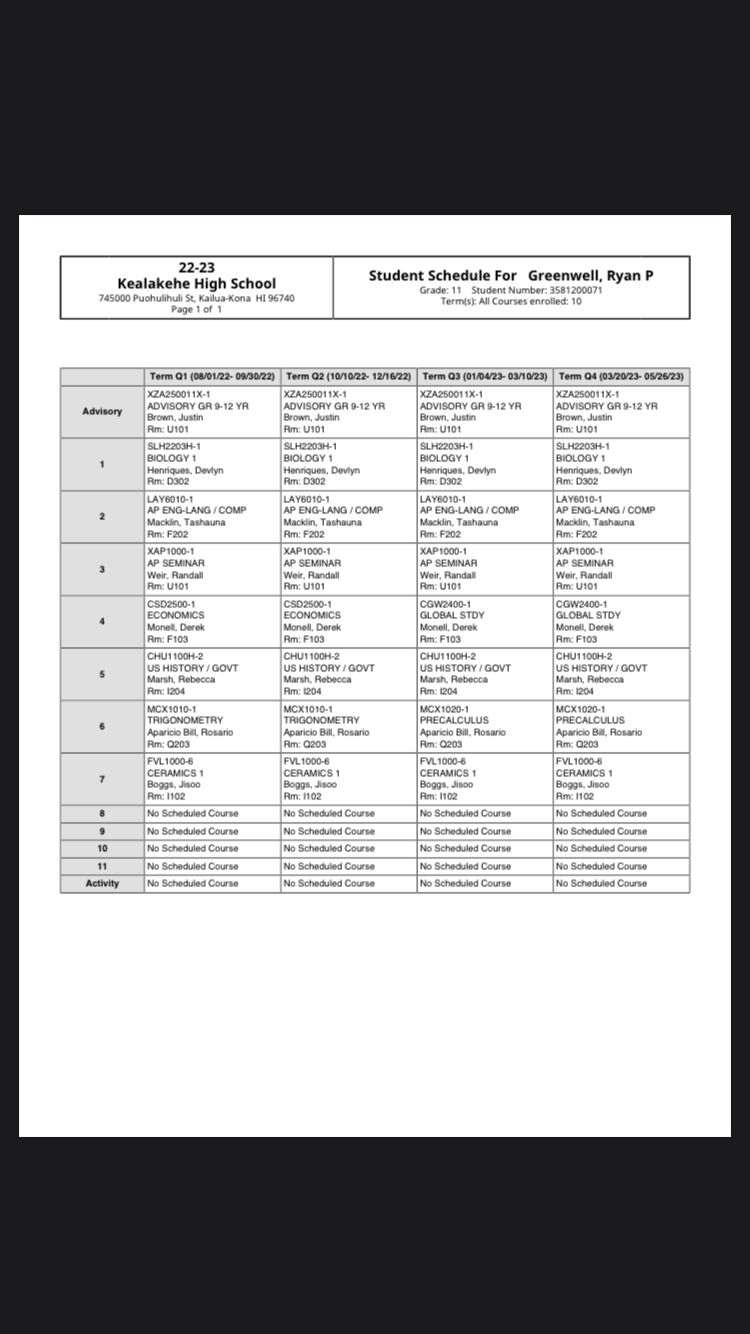 22-23
Kealakehe High School
745000 Puohulihuli St, Kailua-Kona HI 96740
Page 1 of 1
Student Schedule For Greenwell, Ryan P
Grade: 11 Student Number: 3581200071
Term(s): All Courses enrolled: 10
Term Q1 (08/01/22- 09/30/22) Term Q2 (10/10/22- 12/16/22) Term Q3 (01/04/23- 03/10/23) Term Q4 (03/20/23- 05/26/23)
Advisory
XZA250011X-1 XZA250011X-1 XZA250011X-1 XZA250011X-1
ADVISORY GR 9-12 YR ADVISORY GR 9-12 YR ADVISORY GR 9-12 YR ADVISORY GR 9-12 YR
Brown, Justin Brown, Justin Brown, Justin Brown, Justin
Rm: U101 Rm: U101 Rm: U101 Rm: U101
1
SLH2203H-1 SLH2203H-1 SLH2203H-1 SLH2203H-1
BIOLOGY 1 BIOLOGY 1 BIOLOGY 1 BIOLOGY 1
Henriques, Devlyn Henriques, Devlyn Henriques, Devlyn Henriques, Devlyn
Rm: D302 Rm: D302 Rm: D302 Rm: D302
2
LAY6010-1 LAY6010-1 LAY6010-1 LAY6010-1
AP ENG-LANG / COMP AP ENG-LANG / COMP AP ENG-LANG / COMP AP ENG-LANG / COMP
Macklin, Tashauna Macklin, Tashauna Macklin, Tashauna Macklin, Tashauna
Rm: F202 Rm: F202 Rm: F202 Rm: F202
3
XAP1000-1 XAP1000-1 XAP1000-1 XAP1000-1
AP SEMINAR AP SEMINAR AP SEMINAR AP SEMINAR
Weir, Randall Weir, Randall Weir, Randall Weir, Randall
Rm: U101 Rm: U101 Rm: U101 Rm: U101
4
CSD2500-1 CSD2500-1 CGW2400-1 CGW2400-1
ECONOMICS ECONOMICS GLOBAL STDY GLOBAL STDY
Monell, Derek Monell, Derek Monell, Derek Monell, Derek
Rm: F103 Rm: F103 Rm: F103 Rm: F103
5
CHU1100H-2 CHU1100H-2 CHU1100H-2 CHU1100H-2
US HISTORY / GOVT US HISTORY / GOVT US HISTORY / GOVT US HISTORY / GOVT
Marsh, Rebecca Marsh, Rebecca Marsh, Rebecca Marsh, Rebecca
Rm: I204 Rm: I204 Rm: I204 Rm: I204
6
MCX1010-1 MCX1010-1 MCX1020-1 MCX1020-1
TRIGONOMETRY TRIGONOMETRY PRECALCULUS PRECALCULUS
Aparicio Bill, Rosario Aparicio Bill, Rosario Aparicio Bill, Rosario Aparicio Bill, Rosario
Rm: Q203 Rm: Q203 Rm: Q203 Rm: Q203
7
FVL1000-6 FVL1000-6 FVL1000-6 FVL1000-6
CERAMICS 1 CERAMICS 1 CERAMICS 1 CERAMICS 1
Boggs, Jisoo Boggs, Jisoo Boggs, Jisoo Boggs, Jisoo
Rm: I102 Rm: I102 Rm: I102 Rm: I102
8 No Scheduled Course No Scheduled Course No Scheduled Course No Scheduled Course
9 No Scheduled Course No Scheduled Course No Scheduled Course No Scheduled Course
10 No Scheduled Course No Scheduled Course No Scheduled Course No Scheduled Course
11 No Scheduled Course No Scheduled Course No Scheduled Course No Scheduled Course
Activity No Scheduled Course No Scheduled Course No Scheduled Course No Scheduled Course